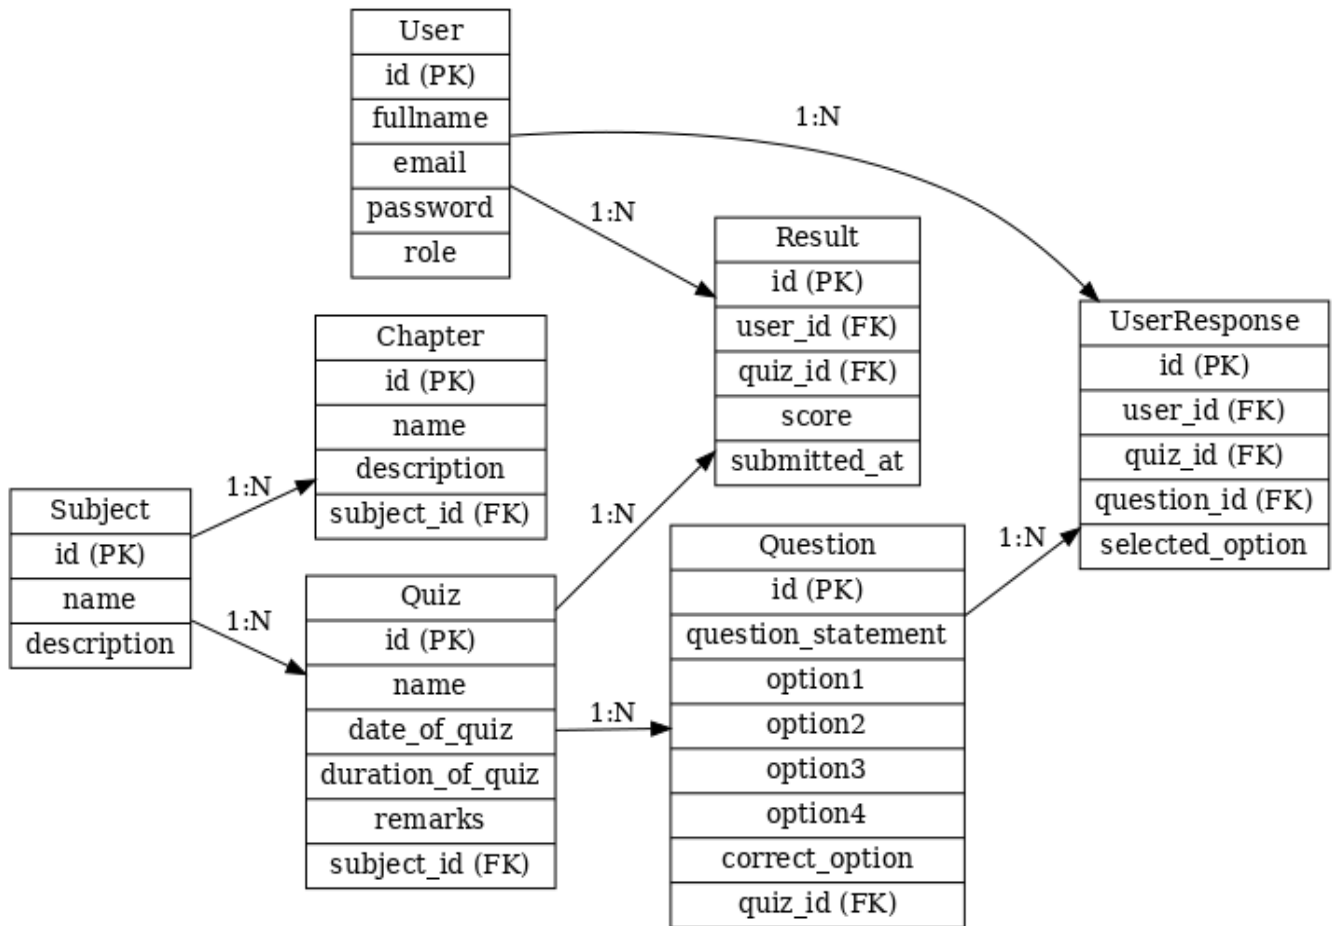 User
id (PK)
fullname
email
password
role
1:N
1:N
Result
id (PK)
user_id (FK)
quiz_id (FK)
score
submitted_at
UserResponse
id (PK)
user_id (FK)
quiz_id (FK)
question_id (FK)
selected_option
Chapter
id (PK)
name
description
subject_id (FK)
1:N
Subject
id (PK)
name
description
1:N
1:N
Quiz
id (PK)
name
date_of_quiz
duration_of_quiz
remarks
subject_id (FK)
1:N
Question
id (PK)
question_statement
option1
option2
option3
option4
correct_option
quiz_id (FK)
1:N